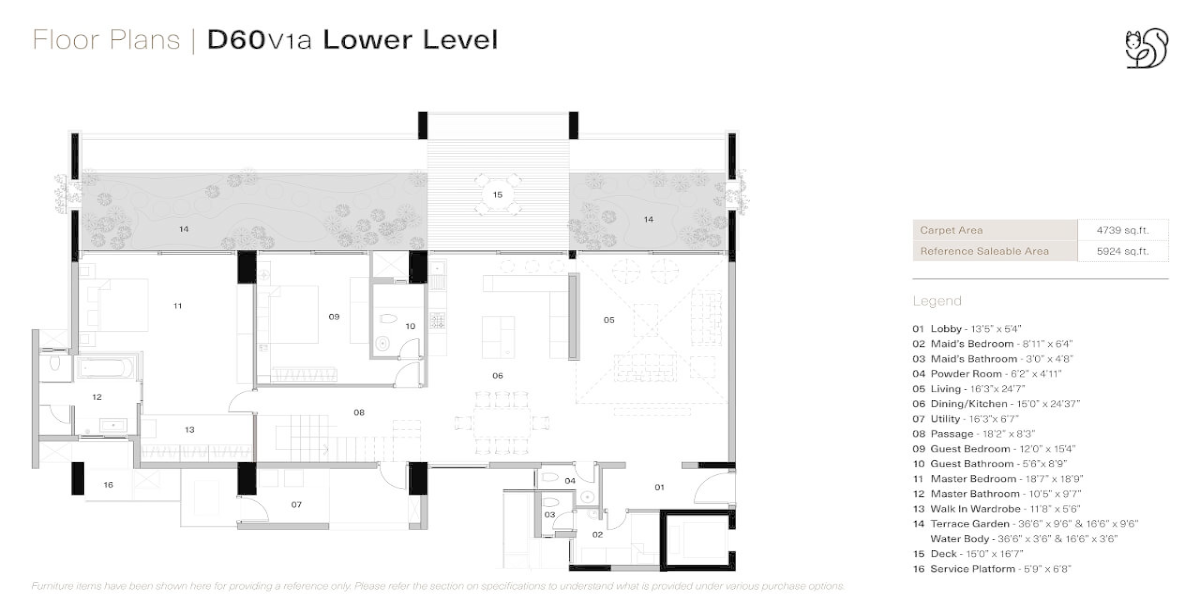 Floor Plans | D60V1a Lower Level
15
14
14
11
09
10
05
06
12
08
13
16
07
04
01
03
02
Carpet Area 4739 sq.ft.
Reference Saleable Area 5924 sq.ft.
Legend
01 Lobby - 13'5" x 6'4"
02 Maid's Bedroom - 8'11" x 6'4"
03 Maid's Bathroom - 3'0" x 4'8"
04 Powder Room - 6'2" x 4'11"
05 Living - 16'3"x 24'7"
06 Dining/Kitchen - 15'0" x 24'37"
07 Utility - 16'3"x 6'7"
08 Passage - 18'2" x 8'3"
09 Guest Bedroom - 12'0" x 15'4"
10 Guest Bathroom - 5'6"x 8'9"
11 Master Bedroom - 18'7" x 18'9"
12 Master Bathroom - 10'5" x 9'7"
13 Walk In Wardrobe - 11'8" x 5'6"
14 Terrace Garden - 36'6" x 9'6" & 16'6" x 9'6"
Water Body - 36'6" x 3'6" & 16'6" x 3'6"
15 Deck - 15'0" x 16'7"
16 Service Platform - 5'9" x 6'8"
Furniture items have been shown here for providing a reference only. Please refer the section on specifications to understand what is provided under various purchase options.